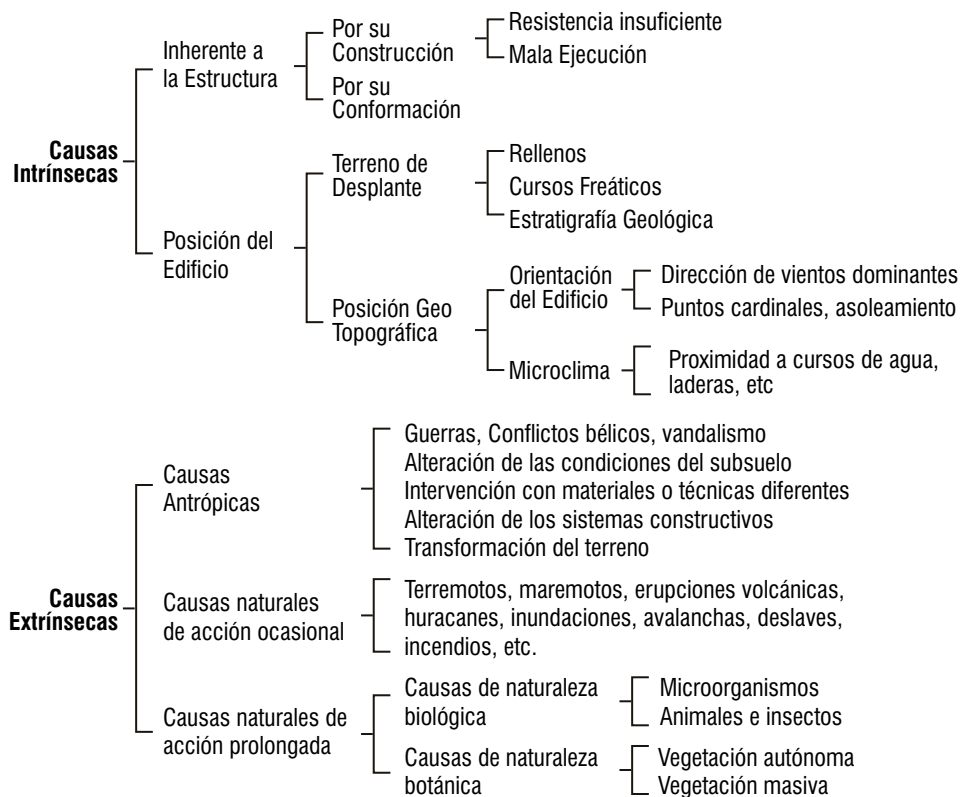 Causas
Intrínsecas
Inherente a
la Estructura
Por su
Construcción
Resistencia insuficiente
Mala Ejecución
Por su
Conformación
Posición del
Edificio
Terreno de
Desplante
Rellenos
Cursos Freáticos
Estratigrafía Geológica
Posición Geo
Topográfica
Orientación
del Edificio
Dirección de vientos dominantes
Puntos cardinales, asoleamiento
Microclima
Proximidad a cursos de agua,
laderas, etc
Causas
Extrínsecas
Causas
Antrópicas
Guerras, Conflictos bélicos, vandalismo
Alteración de las condiciones del subsuelo
Intervención con materiales o técnicas diferentes
Alteración de los sistemas constructivos
Transformación del terreno
Causas naturales
de acción ocasional
Terremotos, maremotos, erupciones volcánicas,
huracanes, inundaciones, avalanchas, deslaves,
incendios, etc.
Causas naturales de
acción prolongada
Causas de naturaleza
biológica
Microorganismos
Animales e insectos
Causas de naturaleza
botánica
Vegetación autónoma
Vegetación masiva